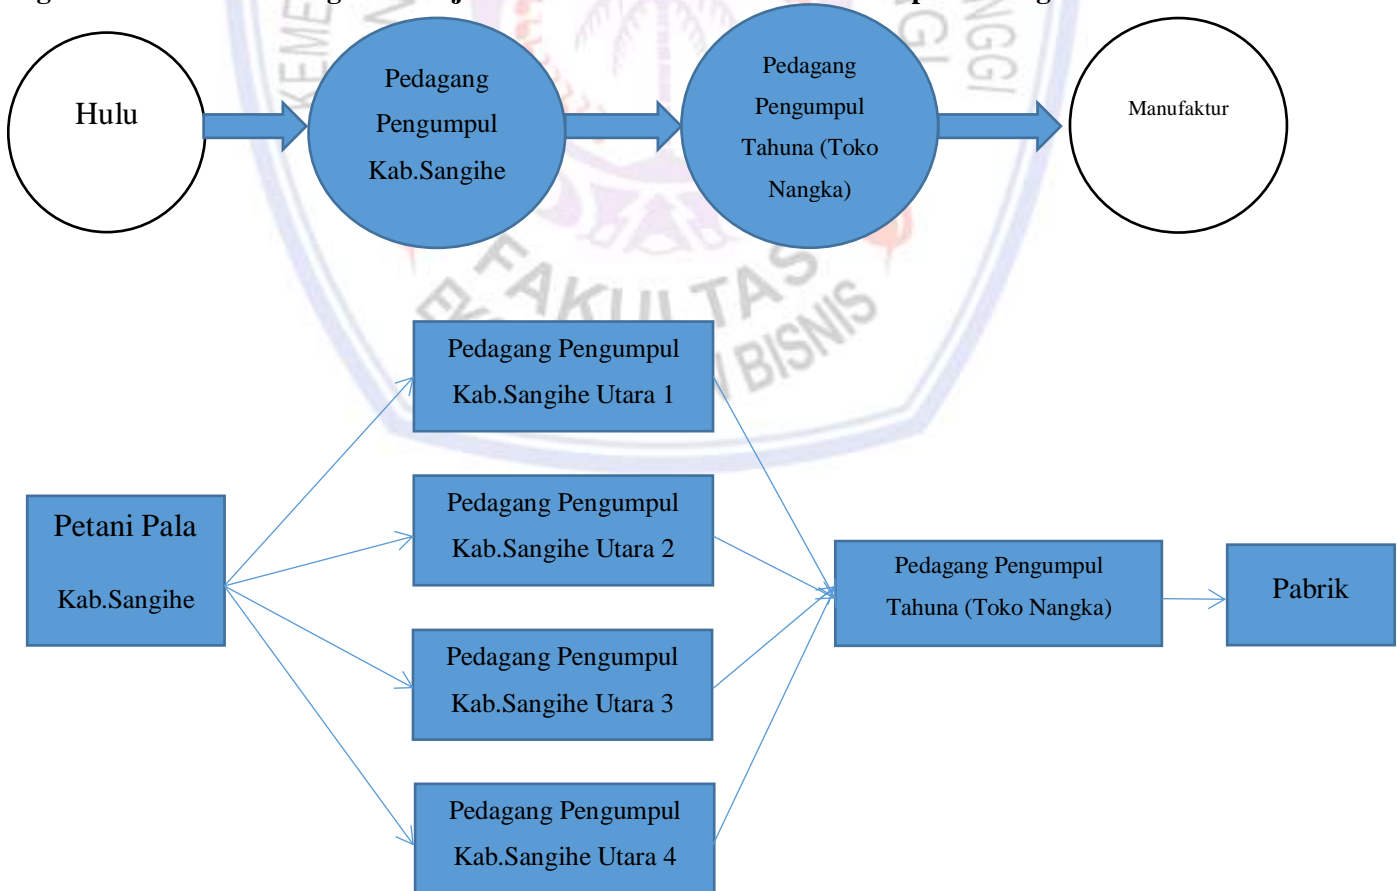 Hulu
Pedagang
Pengumpul
Kab.Sangihe
Pedagang
Pengumpul
Tahuna (Toko
Nangka)
Manufaktur
FAKULTAS
BISNIS
Pedagang Pengumpul
Kab.Sangihe Utara 1
Pedagang Pengumpul
Kab.Sangihe Utara 2
Petani Pala
Kab.Sangihe
Pedagang Pengumpul
Tahuna (Toko Nangka)
Pabrik
Pedagang Pengumpul
Kab.Sangihe Utara 3
Pedagang Pengumpul
Kab.Sangihe Utara 4